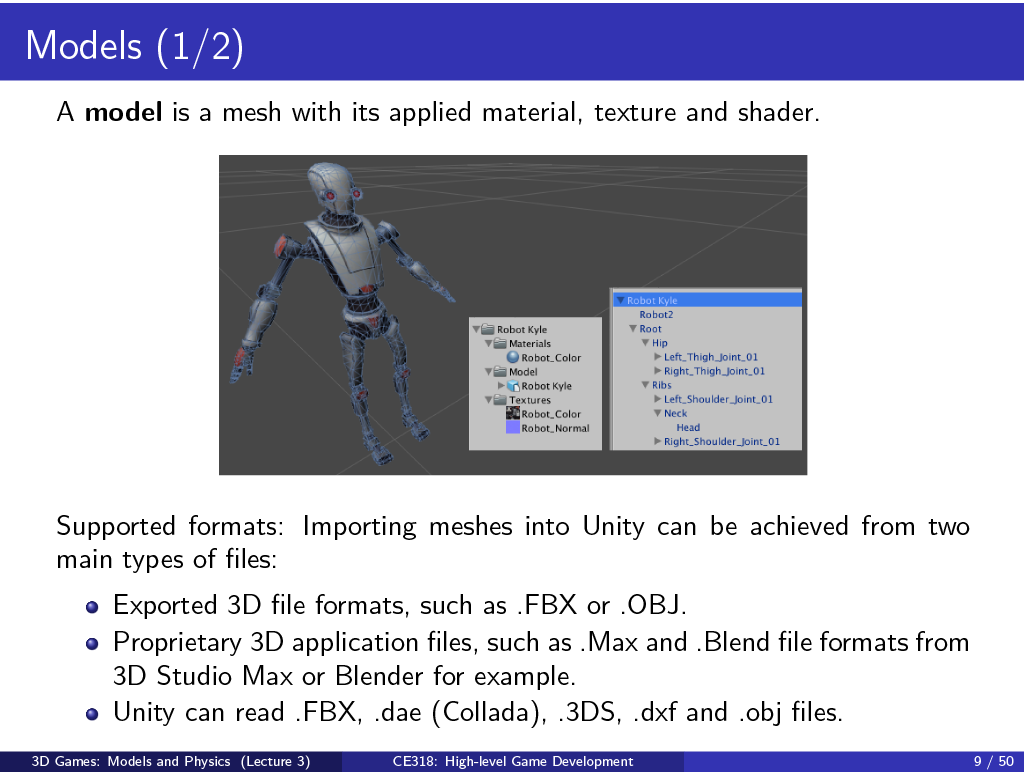 Models (1/2)
A model is a mesh with its applied material, texture and shader.
Robot Kyle
Materials
Robot_Color
Model
Robot Kyle
Textures
Robot_Color
Robot_Normal
Robot Kyle
Robot2
Root
Hip
Left_Thigh_Joint_01
Right_Thigh_Joint_01
Ribs
Left_Shoulder_Joint_01
Neck
Head
Right_Shoulder_Joint_01
Supported formats: Importing meshes into Unity can be achieved from two
main types of files:
Exported 3D file formats, such as .FBX or .OBJ.
Proprietary 3D application files, such as .Max and .Blend file formats from
3D Studio Max or Blender for example.
Unity can read .FBX, .dae (Collada), .3DS, .dxf and .obj files.
3D Games: Models and Physics (Lecture 3) CE318: High-level Game Development 9 / 50